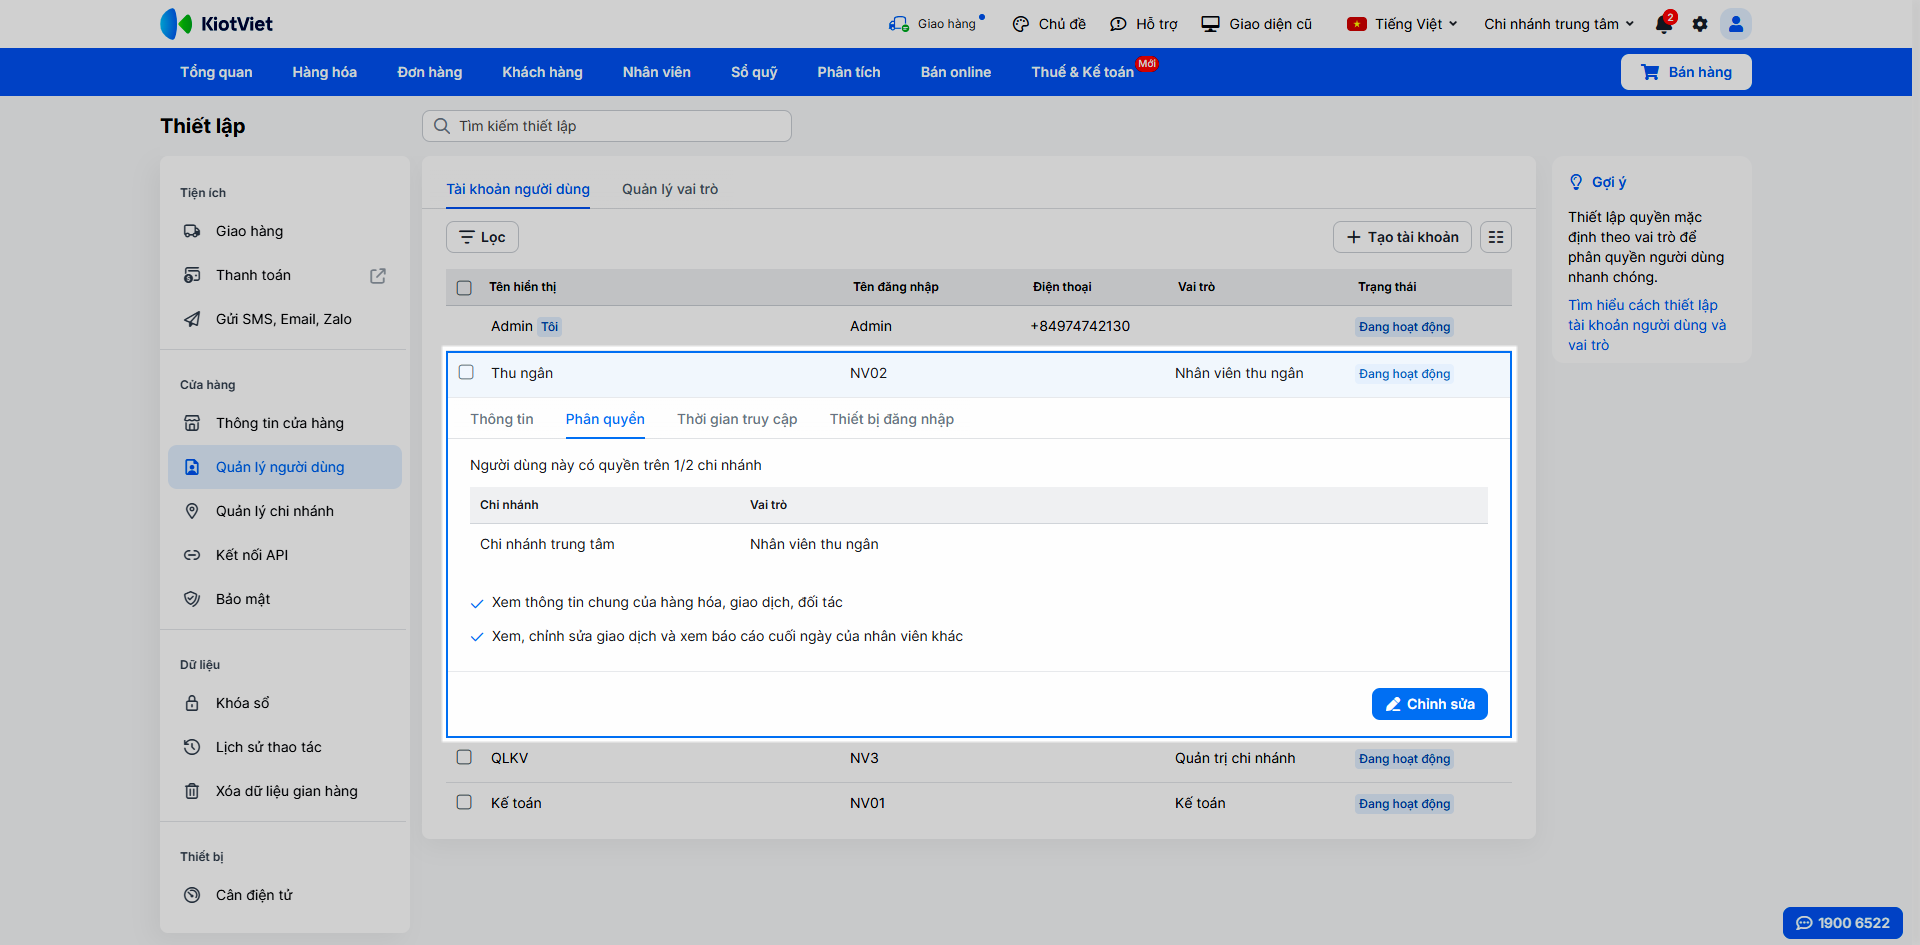 KiotViet
Giao hàng
Chủ đề
Hỗ trợ
Giao diện cũ
Tiếng Việt
Chi nhánh trung tâm
2
Tổng quan
Hàng hóa
Đơn hàng
Khách hàng
Nhân viên
Sổ quỹ
Phân tích
Bán online
Thuế & Kế toán
Mới
Bán hàng
Thiết lập
Tìm kiếm thiết lập
Tiện ích
Giao hàng
Thanh toán
Gửi SMS, Email, Zalo
Cửa hàng
Thông tin cửa hàng
Quản lý người dùng
Quản lý chi nhánh
Kết nối API
Bảo mật
Dữ liệu
Khóa sổ
Lịch sử thao tác
Xóa dữ liệu gian hàng
Thiết bị
Cân điện tử
Tài khoản người dùng
Quản lý vai trò
Lọc
Tạo tài khoản
Tên hiển thị Tên đăng nhập Điện thoại Vai trò Trạng thái
Admin Tôi Admin +84974742130 Đang hoạt động
Thu ngân NV02 Nhân viên thu ngân Đang hoạt động
Thông tin Phân quyền Thời gian truy cập Thiết bị đăng nhập
Người dùng này có quyền trên 1/2 chi nhánh
Chi nhánh Vai trò
Chi nhánh trung tâm Nhân viên thu ngân
Xem thông tin chung của hàng hóa, giao dịch, đối tác
Xem, chỉnh sửa giao dịch và xem báo cáo cuối ngày của nhân viên khác
Chỉnh sửa
QLKV NV3 Quản trị chi nhánh Đang hoạt động
Kế toán NV01 Kế toán Đang hoạt động
Gợi ý
Thiết lập quyền mặc
định theo vai trò để
phân quyền người dùng
nhanh chóng.
Tìm hiểu cách thiết lập
tài khoản người dùng và
vai trò
1900 6522